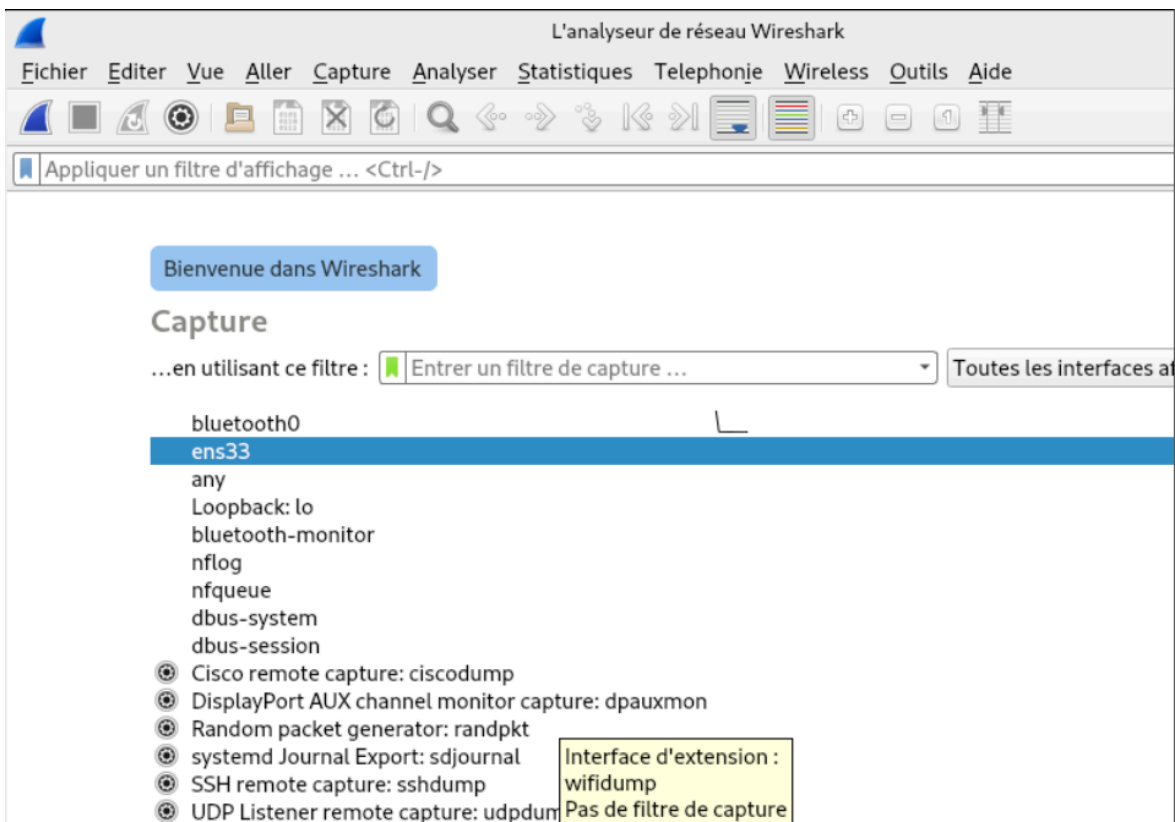 L'analyseur de réseau Wireshark
Fichier Editer Vue Aller Capture Analyser Statistiques Telephonie Wireless Outils Aide
Appliquer un filtre d'affichage … <Ctrl-/>
Bienvenue dans Wireshark
Capture
…en utilisant ce filtre : Entrer un filtre de capture … Toutes les interfaces
bluetooth0
ens33
any
Loopback: lo
bluetooth-monitor
nflog
nfqueue
dbus-system
dbus-session
Cisco remote capture: ciscodump
DisplayPort AUX channel monitor capture: dpauxmon
Random packet generator: randpkt
systemd Journal Export: sdjournal
SSH remote capture: sshdump
UDP Listener remote capture: udpdum
Interface d'extension :
wifidump
Pas de filtre de capture